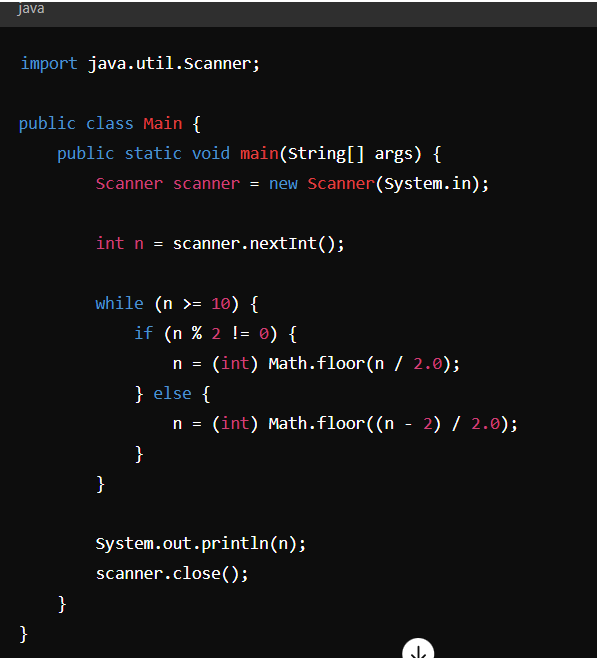 java
import java.util.Scanner;
public class Main {
    public static void main(String[] args) {
        Scanner scanner = new Scanner(System.in);
        int n = scanner.nextInt();
        while (n >= 10) {
            if (n % 2 != 0) {
                n = (int) Math.floor(n / 2.0);
            } else {
                n = (int) Math.floor((n - 2) / 2.0);
            }
        }
        System.out.println(n);
        scanner.close();
    }
}